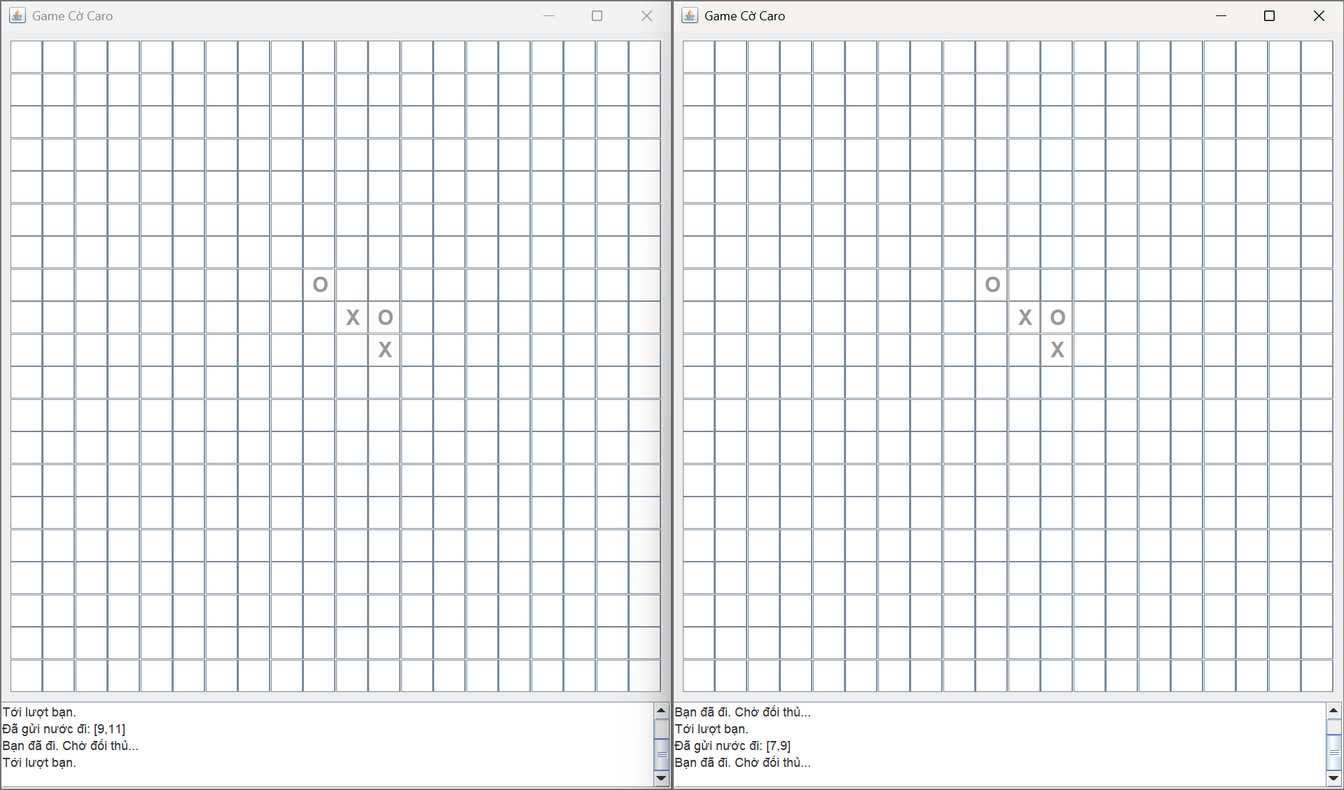 Game Cờ Caro
O
X O
X
Tới lượt bạn.
Đã gửi nước đi: [9,11]
Bạn đã đi. Chờ đối thủ...
Tới lượt bạn.
Game Cờ Caro
O
X O
X
Bạn đã đi. Chờ đối thủ...
Tới lượt bạn.
Đã gửi nước đi: [7,9]
Bạn đã đi. Chờ đối thủ...